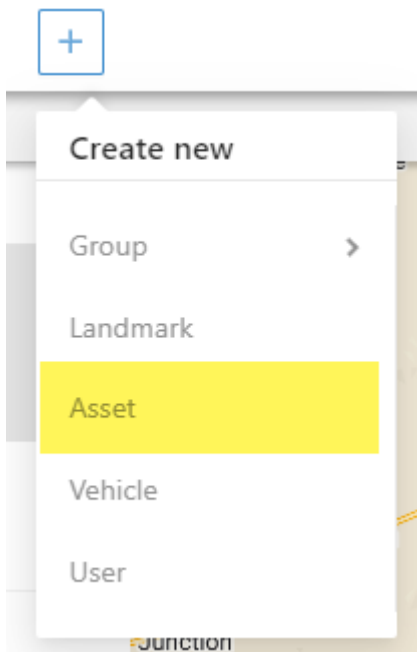 +
Create new
Group
Landmark
Asset
Vehicle
User
Junction